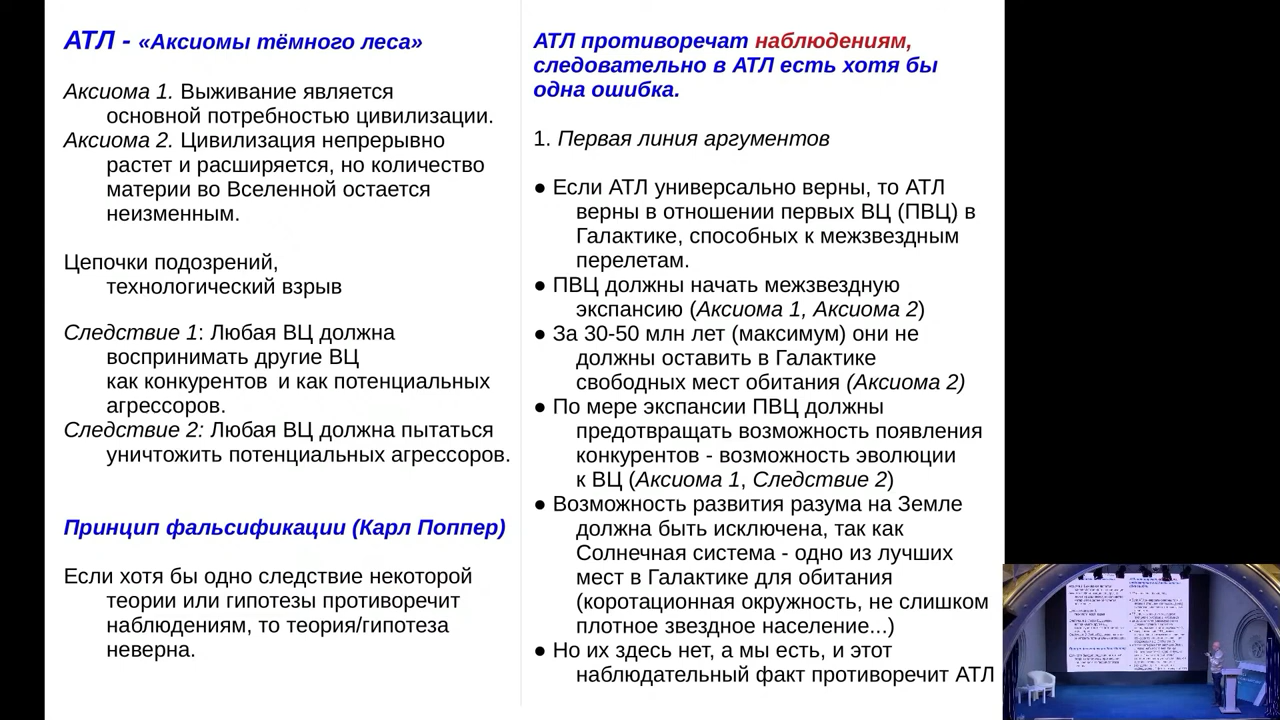 АТЛ - «Аксиомы тёмного леса»
Аксиома 1. Выживание является
основной потребностью цивилизации.
Аксиома 2. Цивилизация непрерывно
растет и расширяется, но количество
материи во Вселенной остается
неизменным.
Цепочки подозрений,
технологический взрыв
Следствие 1: Любая ВЦ должна
воспринимать другие ВЦ
как конкурентов и как потенциальных
агрессоров.
Следствие 2: Любая ВЦ должна пытаться
уничтожить потенциальных агрессоров.
Принцип фальсификации (Карл Поппер)
Если хотя бы одно следствие некоторой
теории или гипотезы противоречит
наблюдениям, то теория/гипотеза
неверна.
АТЛ противоречат наблюдениям,
следовательно в АТЛ есть хотя бы
одна ошибка.
1. Первая линия аргументов
● Если АТЛ универсально верны, то АТЛ
верны в отношении первых ВЦ (ПВЦ) в
Галактике, способных к межзвездным
перелетам.
● ПВЦ должны начать межзвездную
экспансию (Аксиома 1, Аксиома 2)
● За 30-50 млн лет (максимум) они не
должны оставить в Галактике
свободных мест обитания (Аксиома 2)
● По мере экспансии ПВЦ должны
предотвращать возможность появления
конкурентов - возможность эволюции
к ВЦ (Аксиома 1, Следствие 2)
● Возможность развития разума на Земле
должна быть исключена, так как
Солнечная система - одно из лучших
мест в Галактике для обитания
(коротационная окружность, не слишком
плотное звездное население...)
● Но их здесь нет, а мы есть, и этот
наблюдательный факт противоречит АТЛ